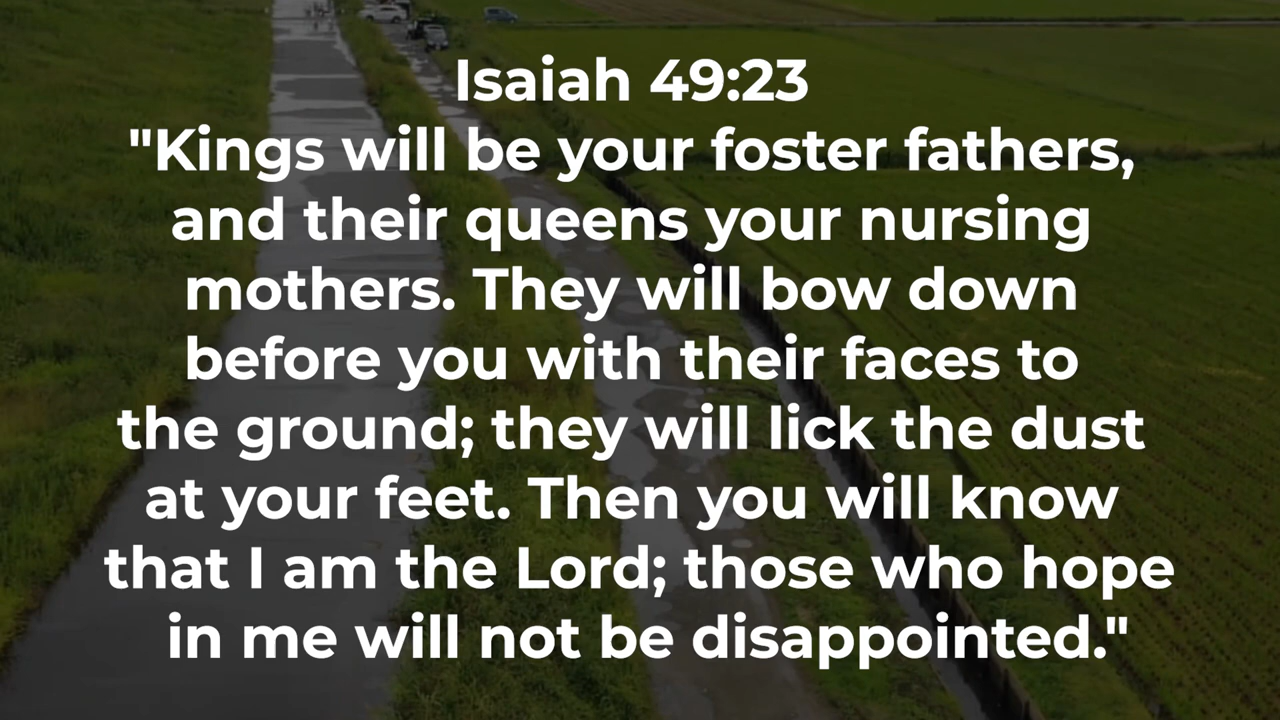 Isaiah 49:23
"Kings will be your foster fathers,
and their queens your nursing
mothers. They will bow down
before you with their faces to
the ground; they will lick the dust
at your feet. Then you will know
that I am the Lord; those who hope
in me will not be disappointed."